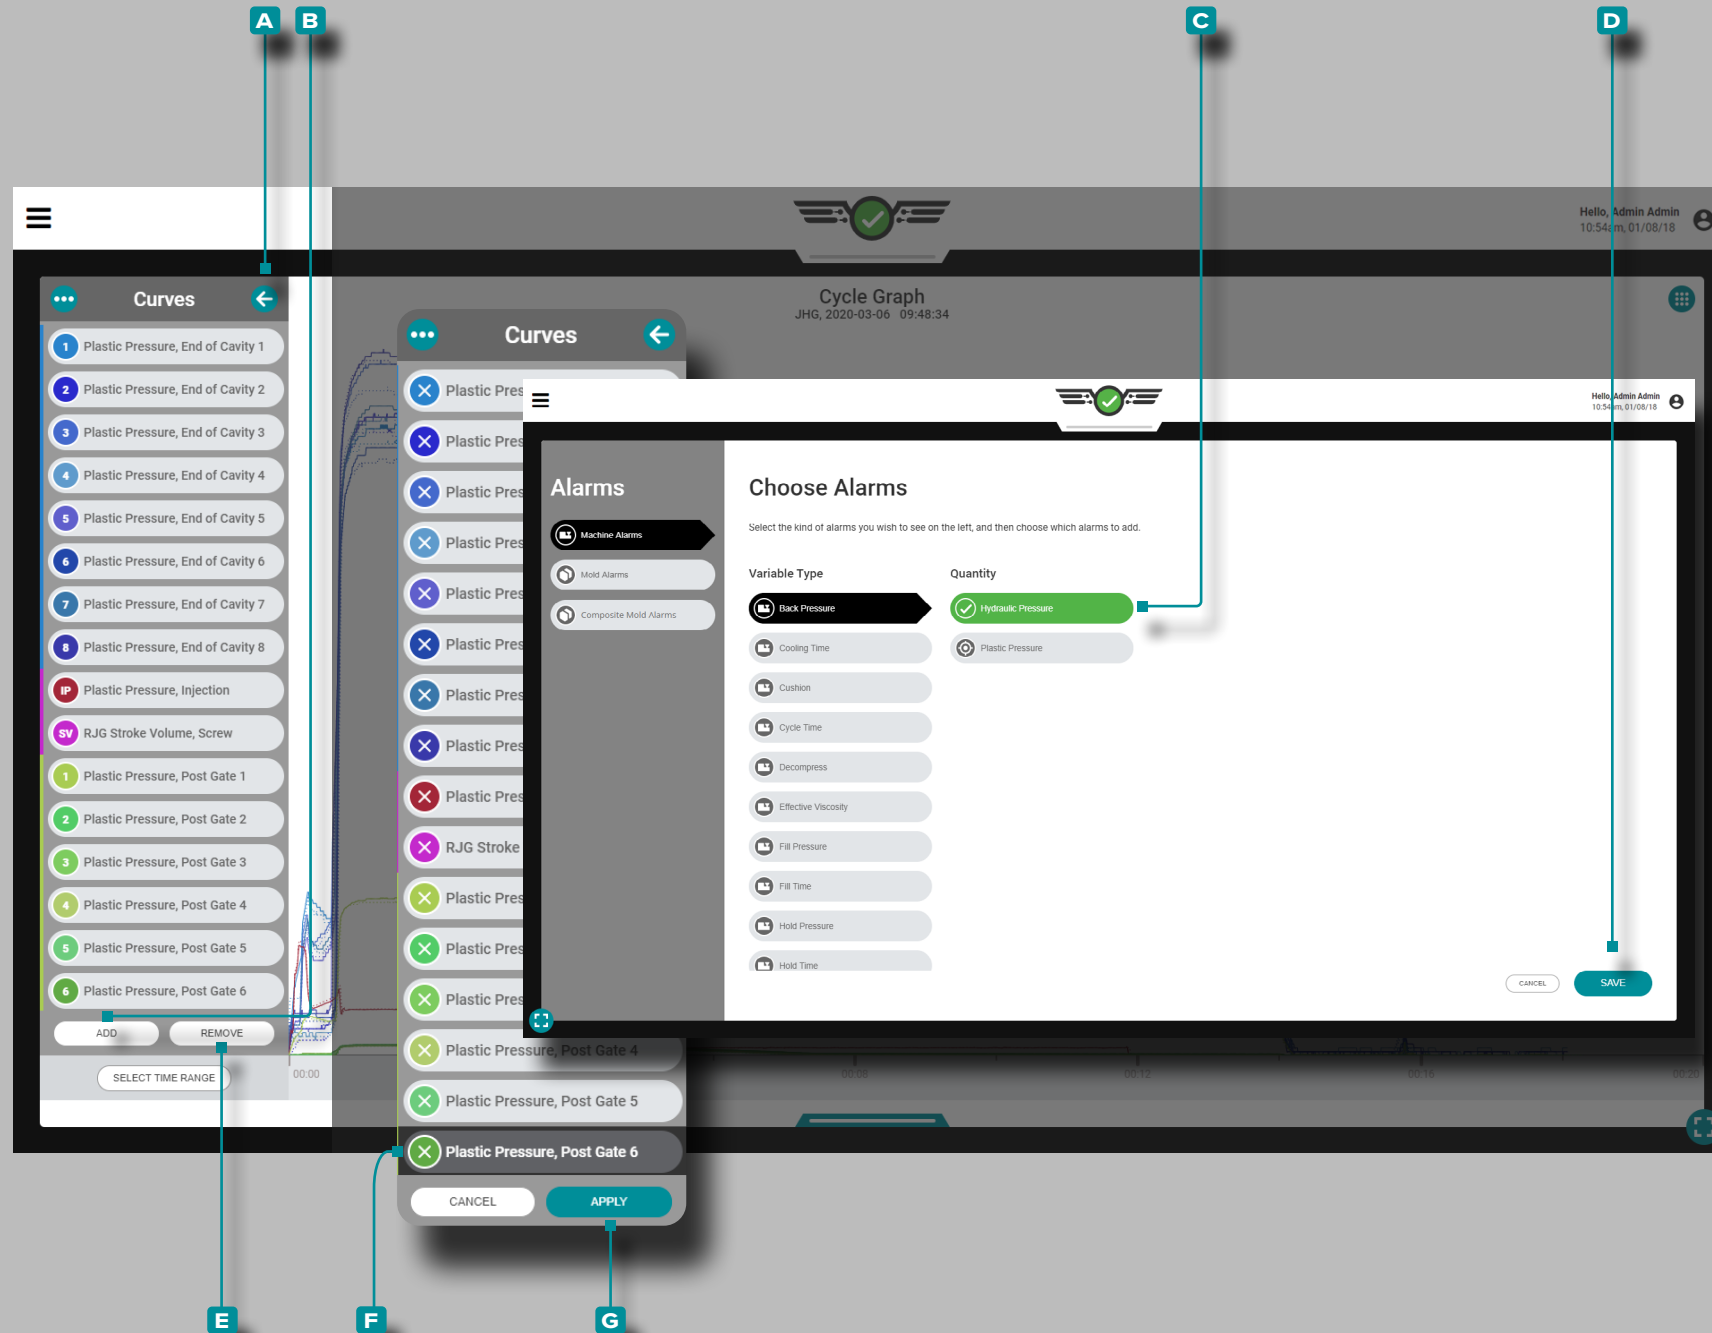 A
B
C
D
Hello, Admin Admin
10:54am, 01/08/18
Curves
1 Plastic Pressure, End of Cavity 1
2 Plastic Pressure, End of Cavity 2
3 Plastic Pressure, End of Cavity 3
4 Plastic Pressure, End of Cavity 4
5 Plastic Pressure, End of Cavity 5
6 Plastic Pressure, End of Cavity 6
7 Plastic Pressure, End of Cavity 7
8 Plastic Pressure, End of Cavity 8
IP Plastic Pressure, Injection
SV RJG Stroke Volume, Screw
1 Plastic Pressure, Post Gate 1
2 Plastic Pressure, Post Gate 2
3 Plastic Pressure, Post Gate 3
4 Plastic Pressure, Post Gate 4
5 Plastic Pressure, Post Gate 5
6 Plastic Pressure, Post Gate 6
ADD
REMOVE
SELECT TIME RANGE
Cycle Graph
JHG, 2020-03-06 09:48:34
00:00
00:08
00:12
00:16
00:20
Curves
Plastic Pres
Plastic Pres
Plastic Pres
Plastic Pres
Plastic Pres
Plastic Pres
Plastic Pres
Plastic Pres
Plastic Pres
RJG Stroke
Plastic Pres
Plastic Pres
Plastic Pres
Plastic Pressure, Post Gate 4
Plastic Pressure, Post Gate 5
Plastic Pressure, Post Gate 6
CANCEL
APPLY
Hello, Admin Admin
10:54am, 01/08/18
Alarms
Machine Alarms
Mold Alarms
Composite Mold Alarms
Choose Alarms
Select the kind of alarms you wish to see on the left, and then choose which alarms to add.
Variable Type
Back Pressure
Cooling Time
Cushion
Cycle Time
Decompress
Effective Viscosity
Fill Pressure
Fill Time
Hold Pressure
Hold Time
Quantity
Hydraulic Pressure
Plastic Pressure
CANCEL
SAVE
E
F
G